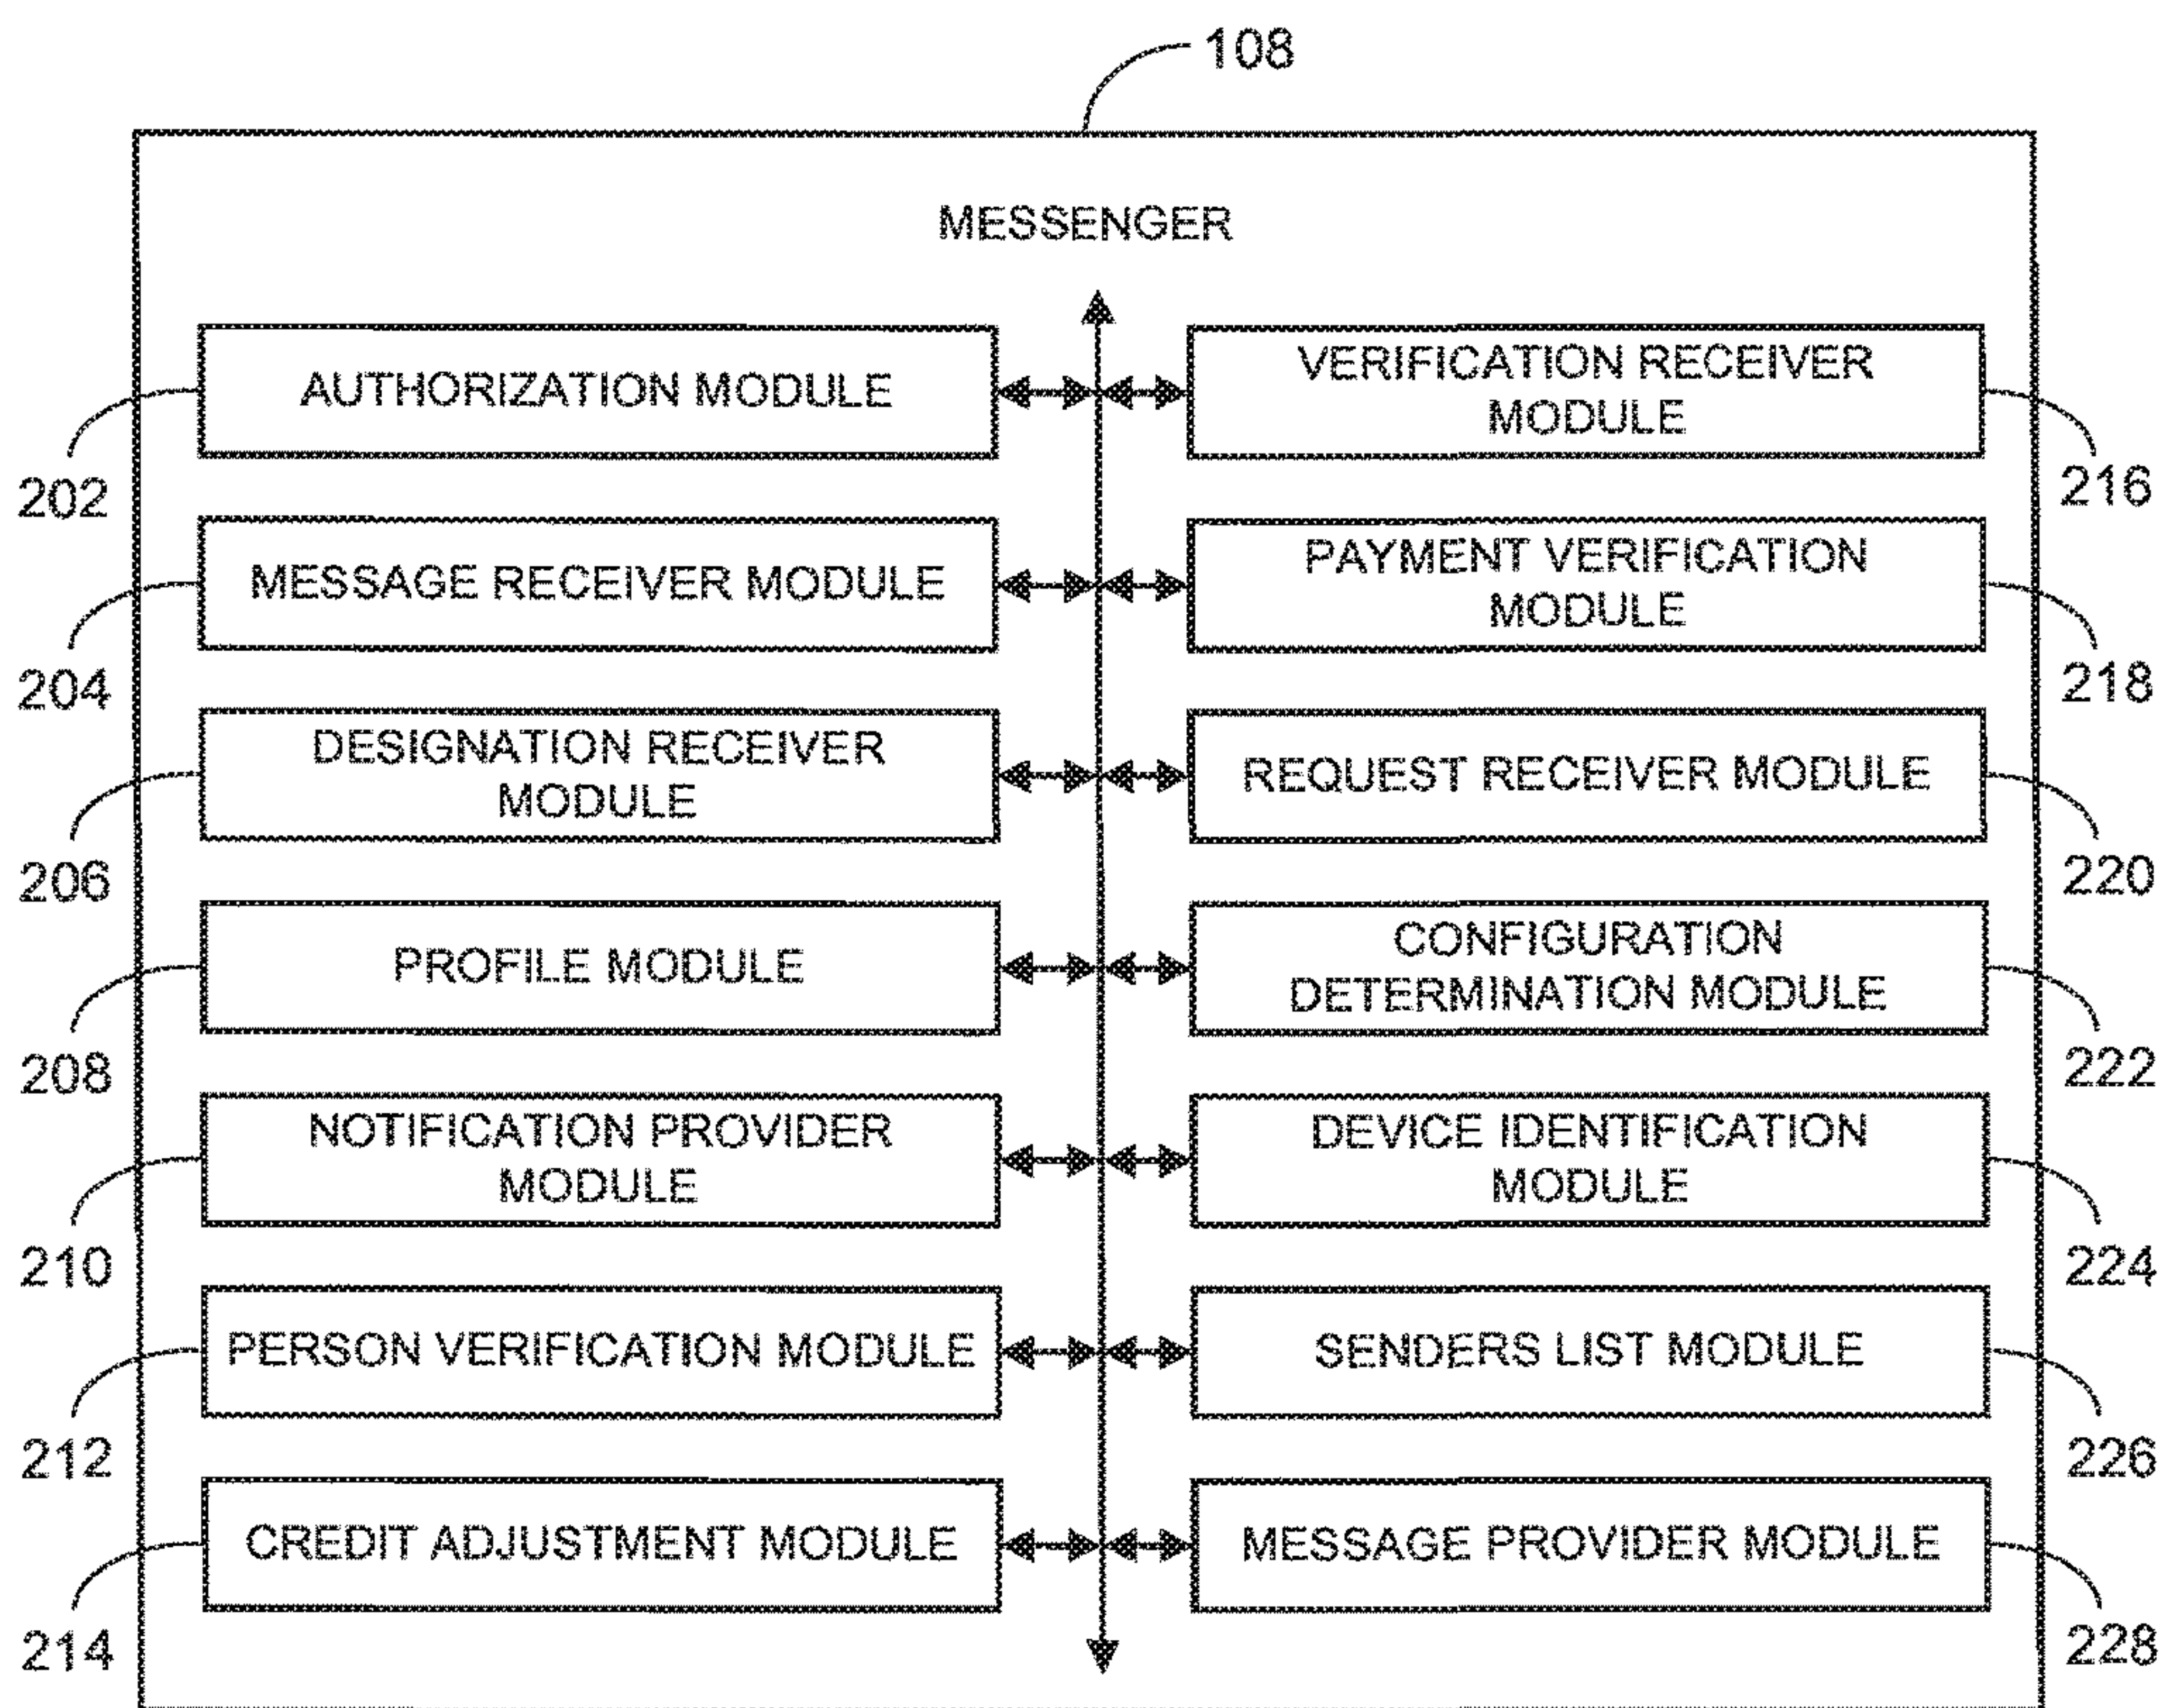 108
MESSENGER
AUTHORIZATION MODULE
202
MESSAGE RECEIVER MODULE
204
DESIGNATION RECEIVER
MODULE
206
PROFILE MODULE
208
NOTIFICATION PROVIDER
MODULE
210
PERSON VERIFICATION MODULE
212
CREDIT ADJUSTMENT MODULE
214
VERIFICATION RECEIVER
MODULE
216
PAYMENT VERIFICATION
MODULE
218
REQUEST RECEIVER MODULE
220
CONFIGURATION
DETERMINATION MODULE
222
DEVICE IDENTIFICATION
MODULE
224
SENDERS LIST MODULE
226
MESSAGE PROVIDER MODULE
228